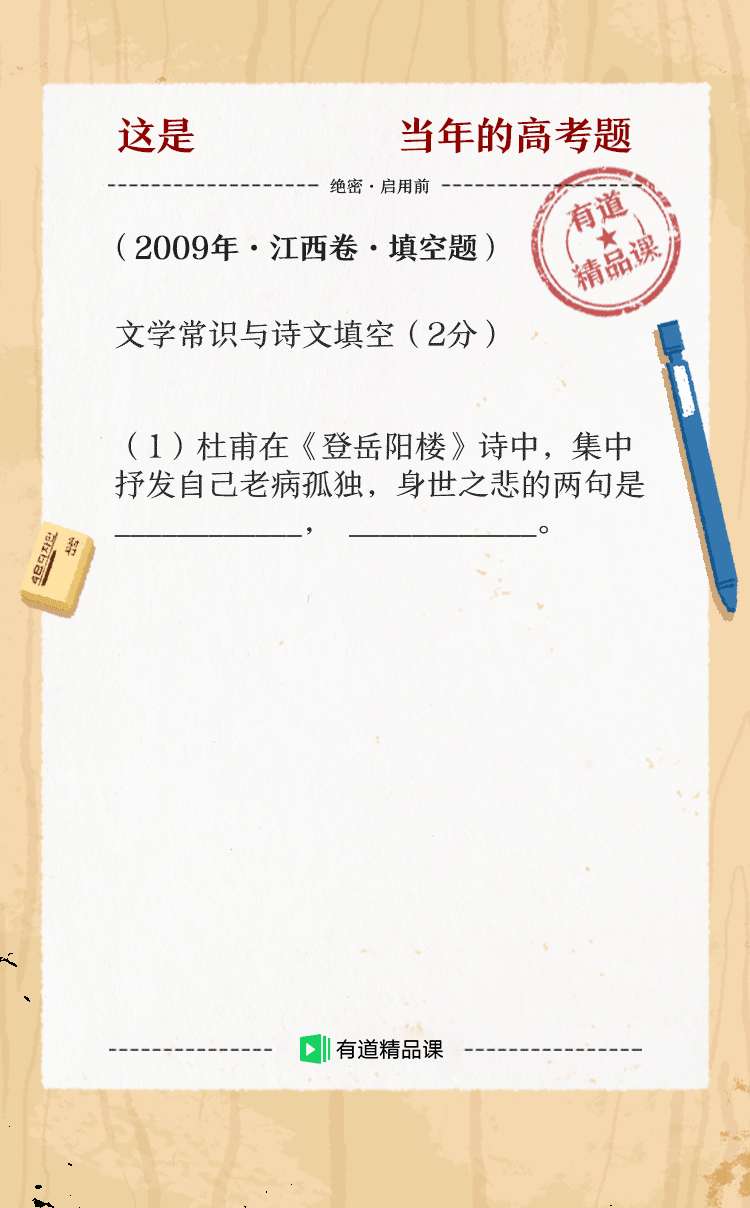 这是 当年的高考题
绝密·启用前
（2009年·江西卷·填空题）
有道
精品课
文学常识与诗文填空（2分）
（1）杜甫在《登岳阳楼》诗中，集中
抒发自己老病孤独，身世之悲的两句是
____________， ____________。
有道精品课